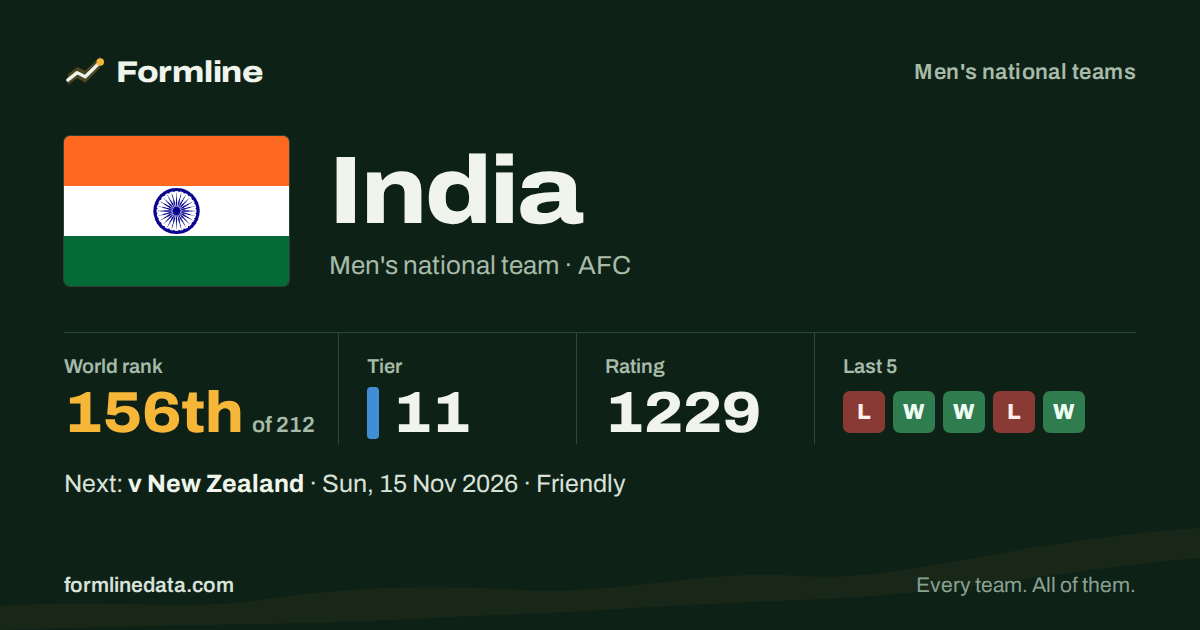 Formline
Men's national teams
India
Men's national team · AFC
World rank
156th of 212
Tier
11
Rating
1229
Last 5
L W W L W
Next: v New Zealand · Sun, 15 Nov 2026 · Friendly
formlinedata.com
Every team. All of them.